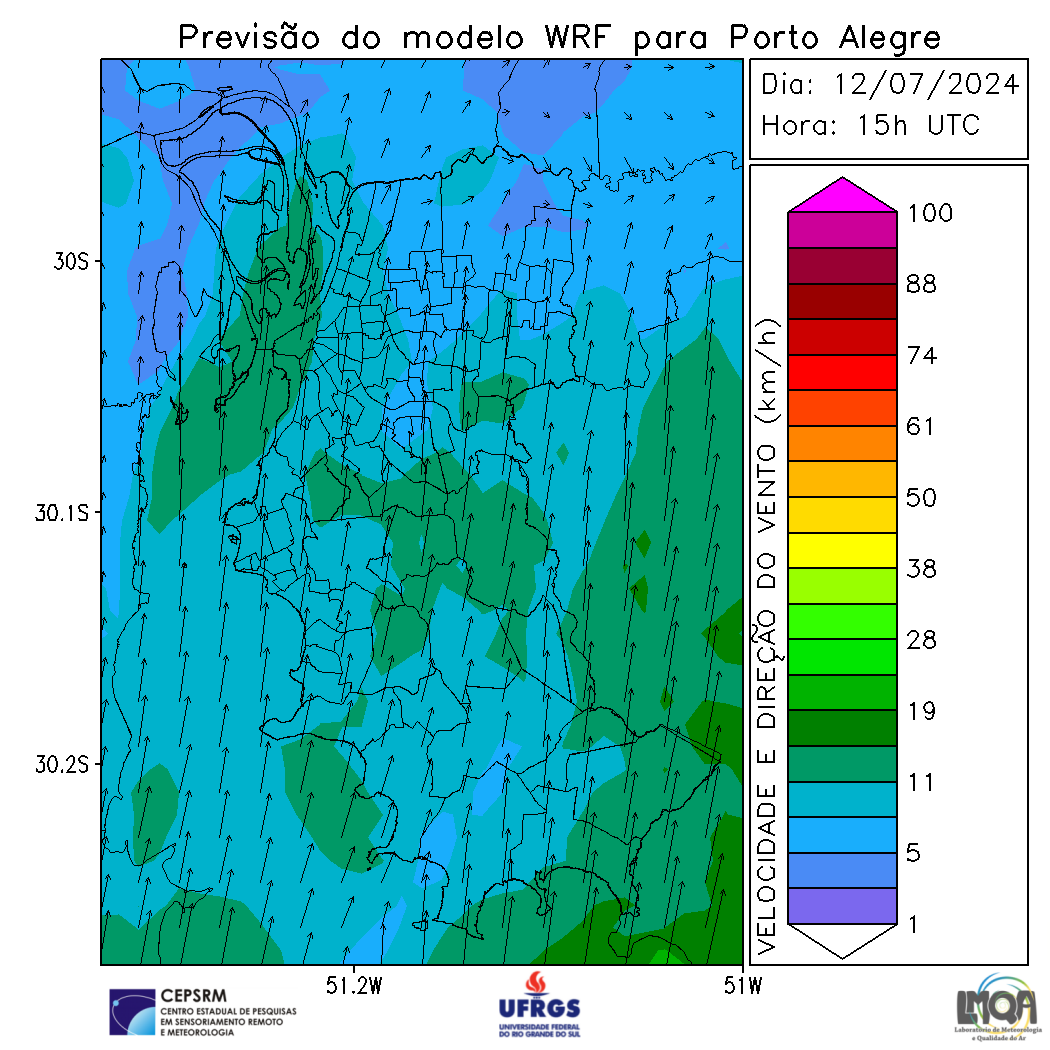 Previsão do modelo WRF para Porto Alegre
Dia: 12/07/2024
Hora: 15h UTC
30S
30.1S
30.2S
51.2W
51W
VELOCIDADE E DIREÇÃO DO VENTO (km/h)
100
88
74
61
50
38
28
19
11
5
1
CEPSRM
CENTRO ESTADUAL DE PESQUISAS
EM SENSORIAMENTO REMOTO
E METEOROLOGIA
UFRGS
UNIVERSIDADE FEDERAL
DO RIO GRANDE DO SUL
LMQA
Laboratório de Meteorologia
e Qualidade do Ar